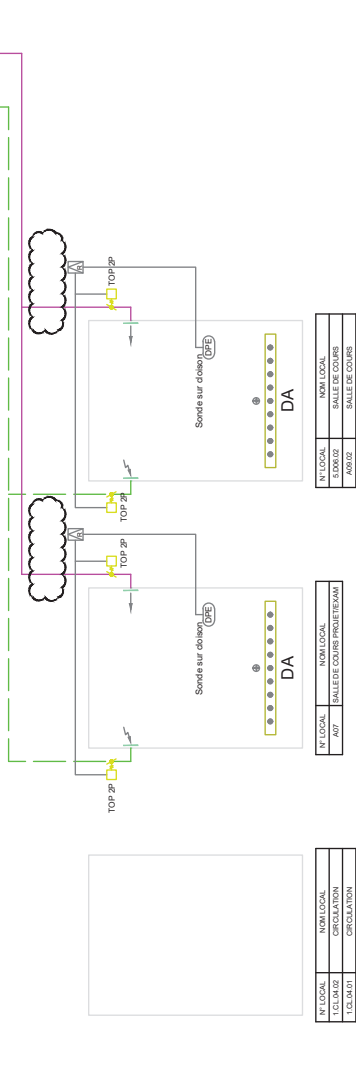 TOP 2P
TOP 2P
Sonde sur cloison
DPE
DA
N° LOCAL NOM LOCAL
5.D06.02 SALLE DE COURS
A09.02 SALLE DE COURS
TOP 2P
TOP 2P
Sonde sur cloison
DPE
DA
N° LOCAL NOM LOCAL
A07 SALLE DE COURS PROJET/EXAM
N° LOCAL NOM LOCAL
1.CL.04.02 CIRCULATION
1.CL.04.01 CIRCULATION